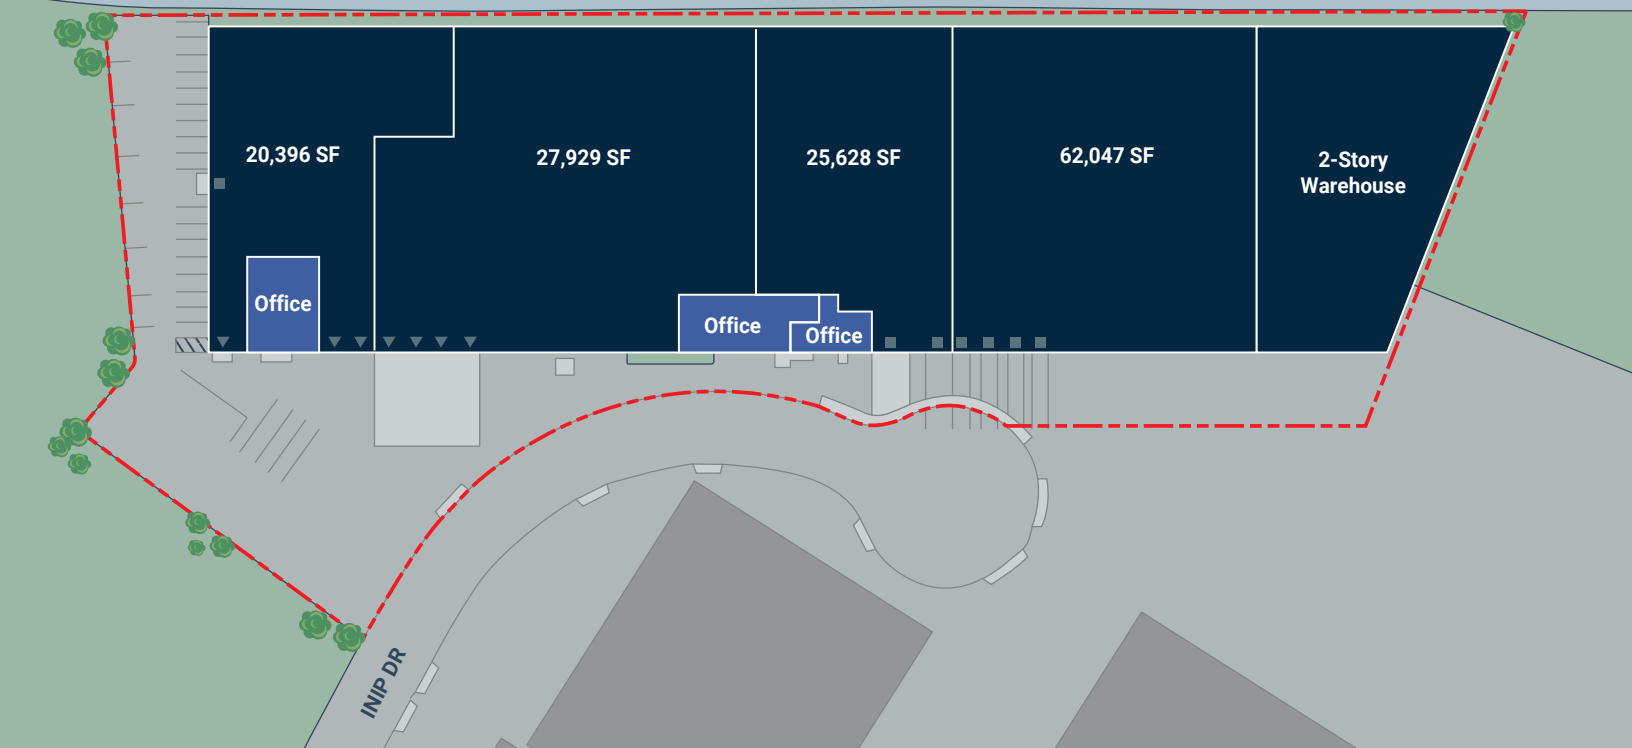 20,396 SF
27,929 SF
25,628 SF
62,047 SF
2-Story
Warehouse
Office
Office
Office
INIP DR